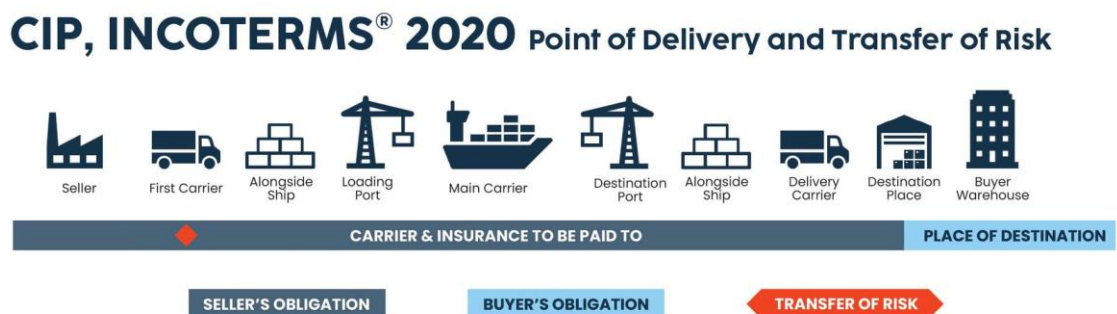 CIP, INCOTERMS® 2020 Point of Delivery and Transfer of Risk
Seller
First Carrier
Alongside
Ship
Loading
Port
Main Carrier
Destination
Port
Alongside
Ship
Delivery
Carrier
Destination
Place
Buyer
Warehouse
CARRIER & INSURANCE TO BE PAID TO
PLACE OF DESTINATION
SELLER'S OBLIGATION
BUYER'S OBLIGATION
TRANSFER OF RISK